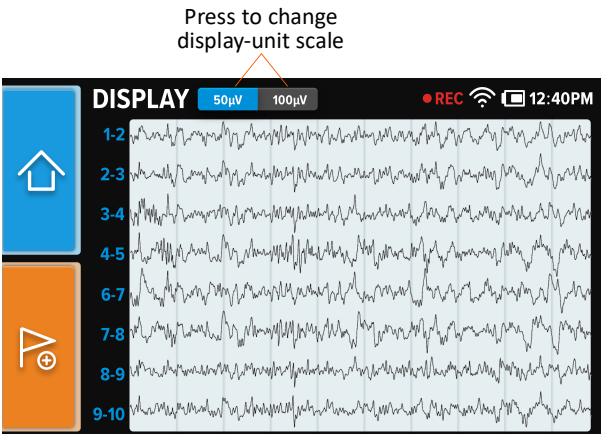 Press to change
display-unit scale
DISPLAY 50µV 100µV REC 12:40PM
1-2
2-3
3-4
4-5
6-7
7-8
8-9
9-10